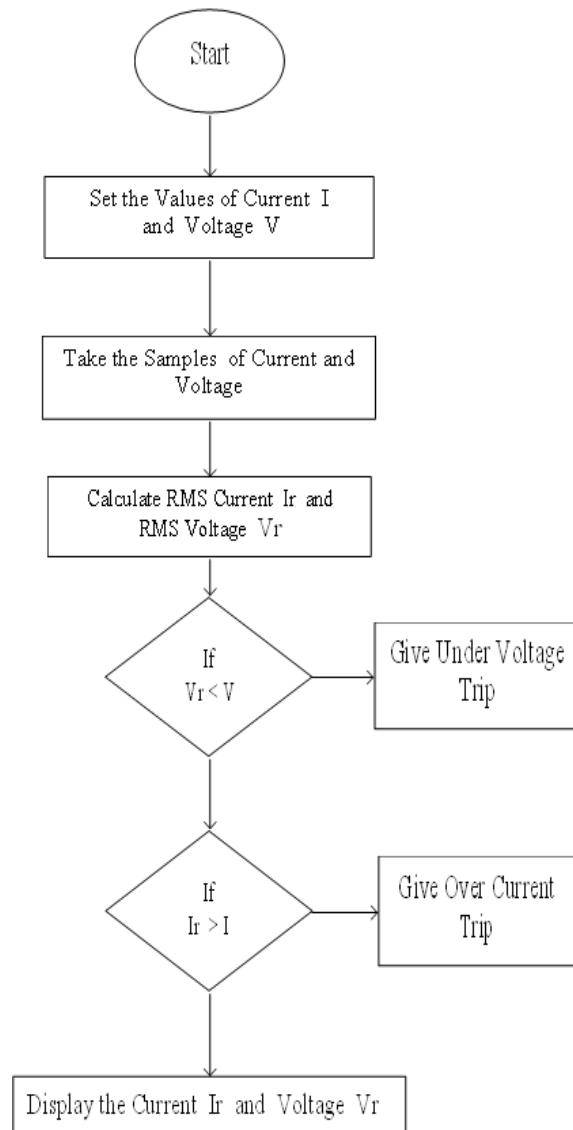 Start
Set the Values of Current I
and Voltage V
Take the Samples of Current and
Voltage
Calculate RMS Current Ir and
RMS Voltage Vr
If
Vr < V
Give Under Voltage
Trip
If
Ir > I
Give Over Current
Trip
Display the Current Ir and Voltage Vr